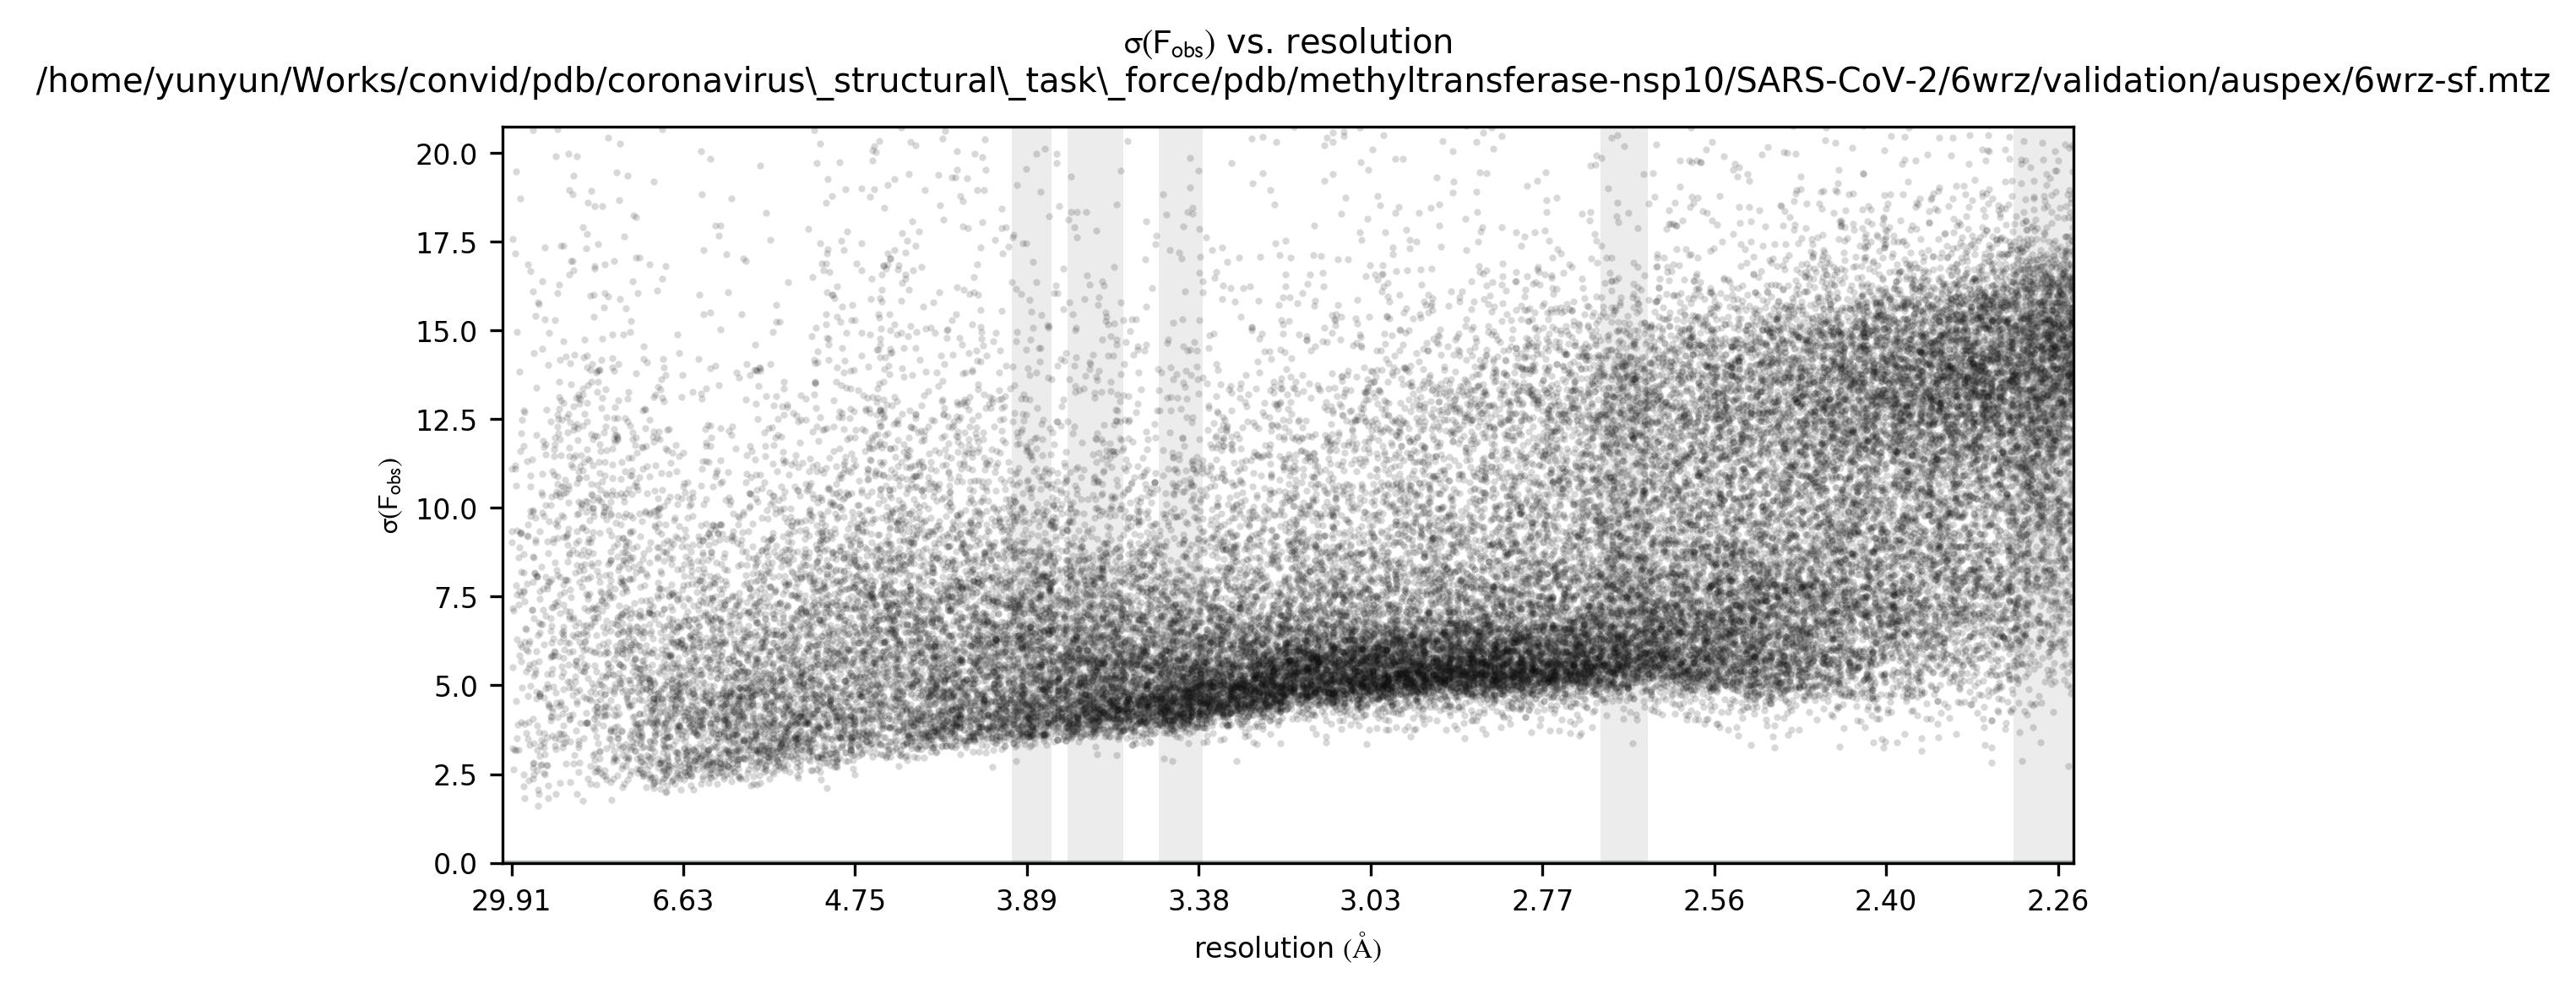 σ(Fobs) vs. resolution
/home/yunyun/Works/convid/pdb/coronavirus\_structural\_task\_force/pdb/methyltransferase-nsp10/SARS-CoV-2/6wrz/validation/auspex/6wrz-sf.mtz
20.0
17.5
15.0
12.5
10.0
7.5
5.0
2.5
0.0
σ(Fobs)
29.91 6.63 4.75 3.89 3.38 3.03 2.77 2.56 2.40 2.26
resolution (Å)